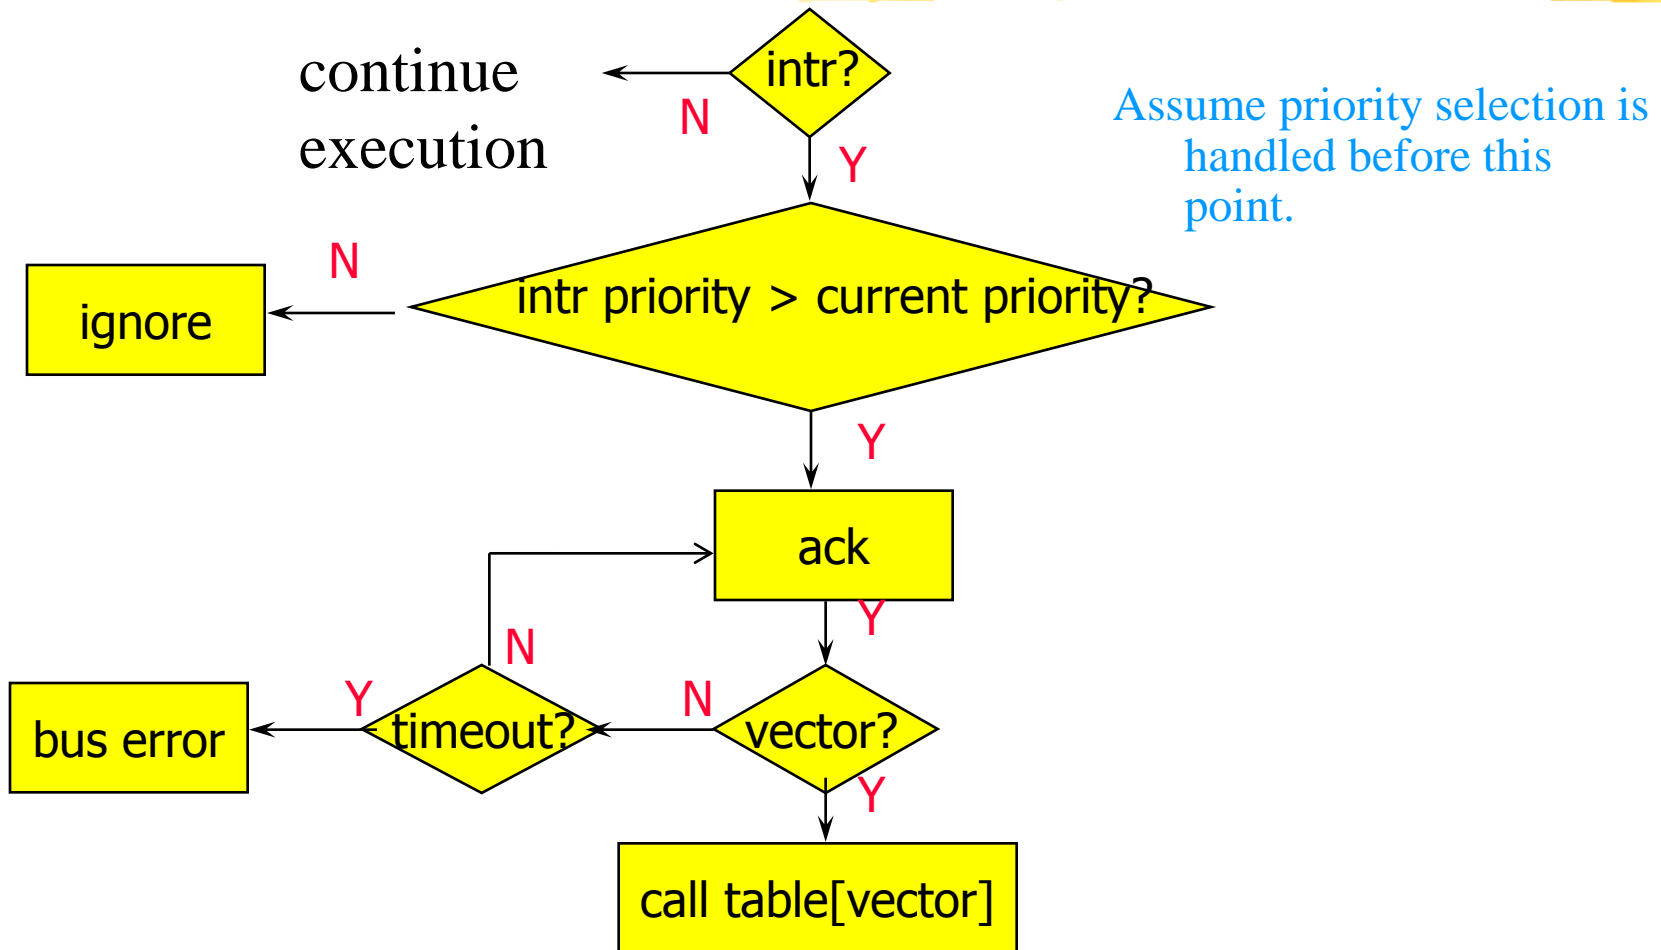 intr?
continue
execution
N
Y
Assume priority selection is
handled before this
point.
N
intr priority > current priority?
ignore
Y
ack
Y
N
Y
N
bus error
timeout?
vector?
Y
call table[vector]